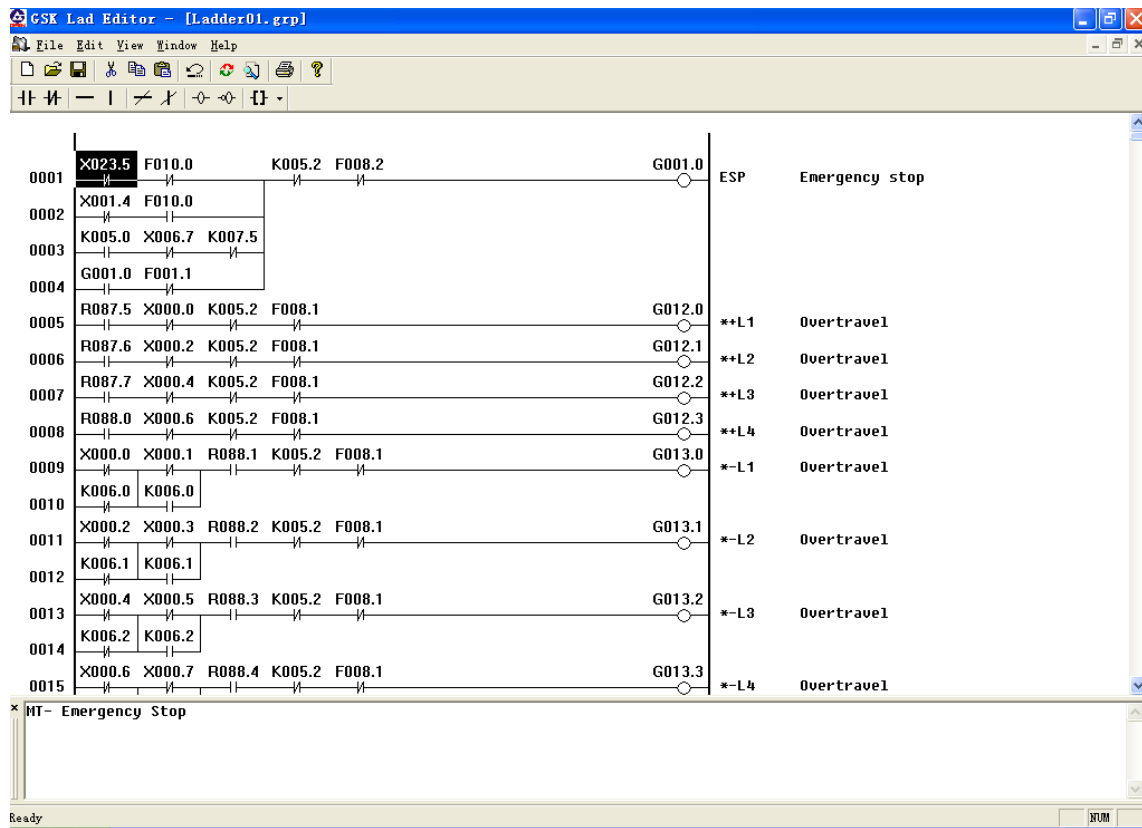 GSK Lad Editor - [Ladder01.grp]
File Edit View Window Help
X023.5 F010.0 K005.2 F008.2 G001.0
0001 ESP Emergency stop
X001.4 F010.0
0002
K005.0 X006.7 K007.5
0003
G001.0 F001.1
0004
R087.5 X000.0 K005.2 F008.1 G012.0
0005 *+L1 Overtravel
R087.6 X000.2 K005.2 F008.1 G012.1
0006 *+L2 Overtravel
R087.7 X000.4 K005.2 F008.1 G012.2
0007 *+L3 Overtravel
R088.0 X000.6 K005.2 F008.1 G012.3
0008 *+L4 Overtravel
X000.0 X000.1 R088.1 K005.2 F008.1 G013.0
0009 *-L1 Overtravel
K006.0 K006.0
0010
X000.2 X000.3 R088.2 K005.2 F008.1 G013.1
0011 *-L2 Overtravel
K006.1 K006.1
0012
X000.4 X000.5 R088.3 K005.2 F008.1 G013.2
0013 *-L3 Overtravel
K006.2 K006.2
0014
X000.6 X000.7 R088.4 K005.2 F008.1 G013.3
0015 *-L4 Overtravel
MT- Emergency Stop
Ready NUM